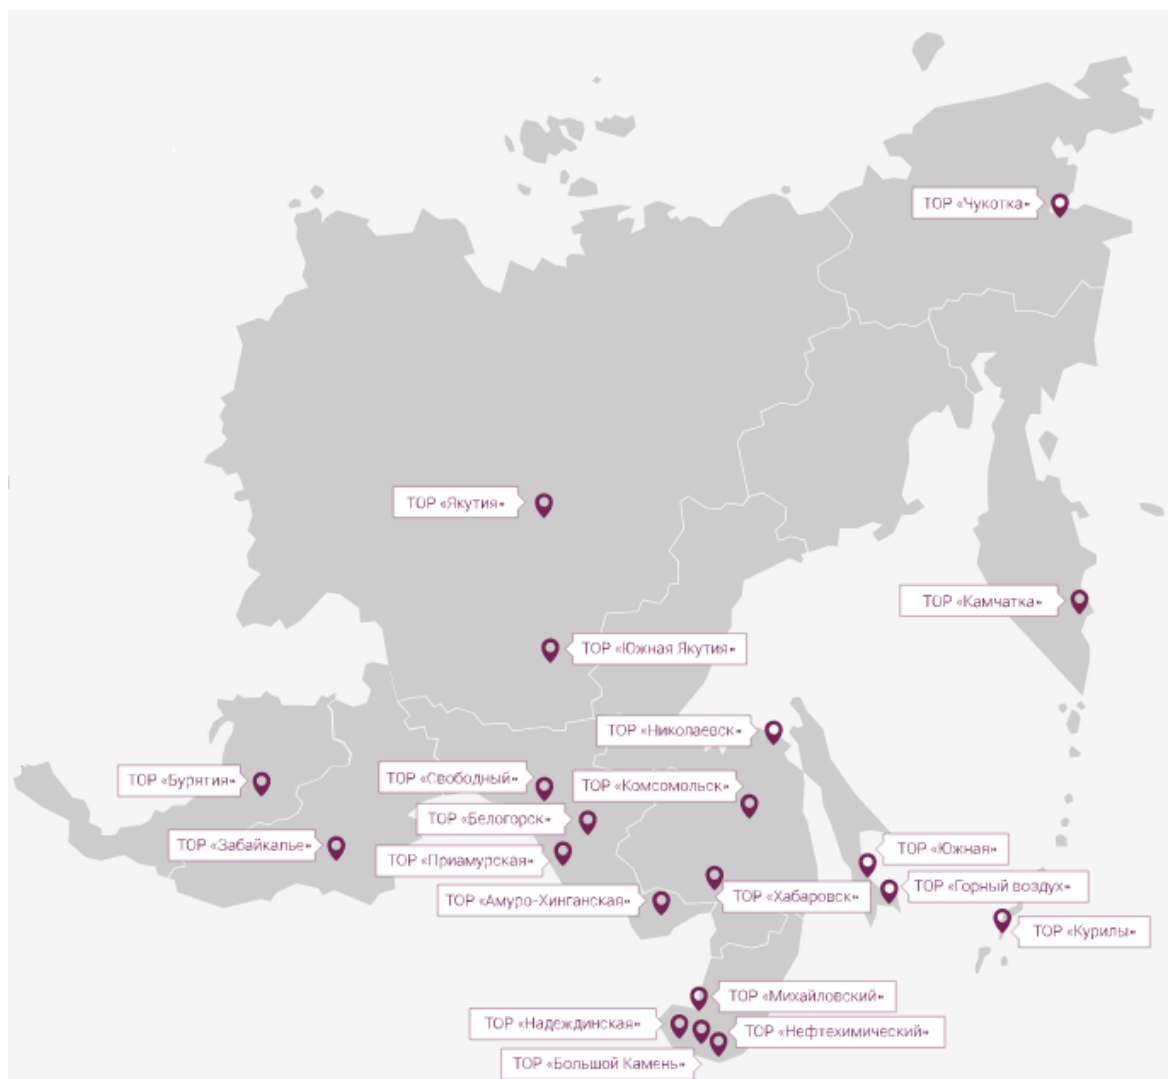 ТОР «Чукотка»
ТОР «Якутия»
ТОР «Камчатка»
ТОР «Южная Якутия»
ТОР «Николаевск»
ТОР «Бурятия»
ТОР «Свободный»
ТОР «Комсомольск»
ТОР «Белогорск»
ТОР «Забайкалье»
ТОР «Южная»
ТОР «Приамурская»
ТОР «Горный воздух»
ТОР «Амуро-Хинганская»
ТОР «Хабаровск»
ТОР «Курилы»
ТОР «Михайловский»
ТОР «Надеждинская»
ТОР «Нефтехимический»
ТОР «Большой Камень»